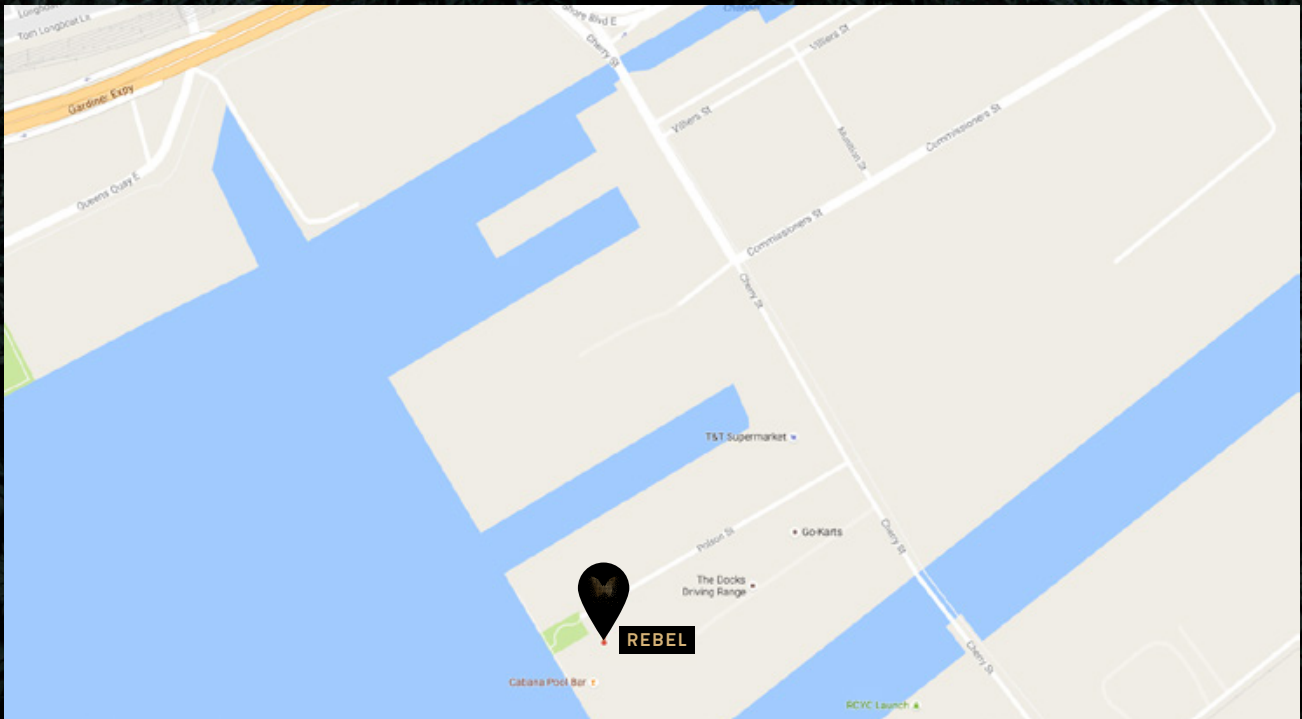 Tom Longboat Ln
Shore Blvd E
Cherry St
Villiers St
Gardiner Expy
Villiers St
Commissioners St
Munition St
Queens Quay E
Commissioners St
Cherry St
T&T Supermarket
Polson St
Go-Karts
Cherry St
The Docks
Driving Range
REBEL
Cherry St
Cabana Pool Bar
RCYC Launch